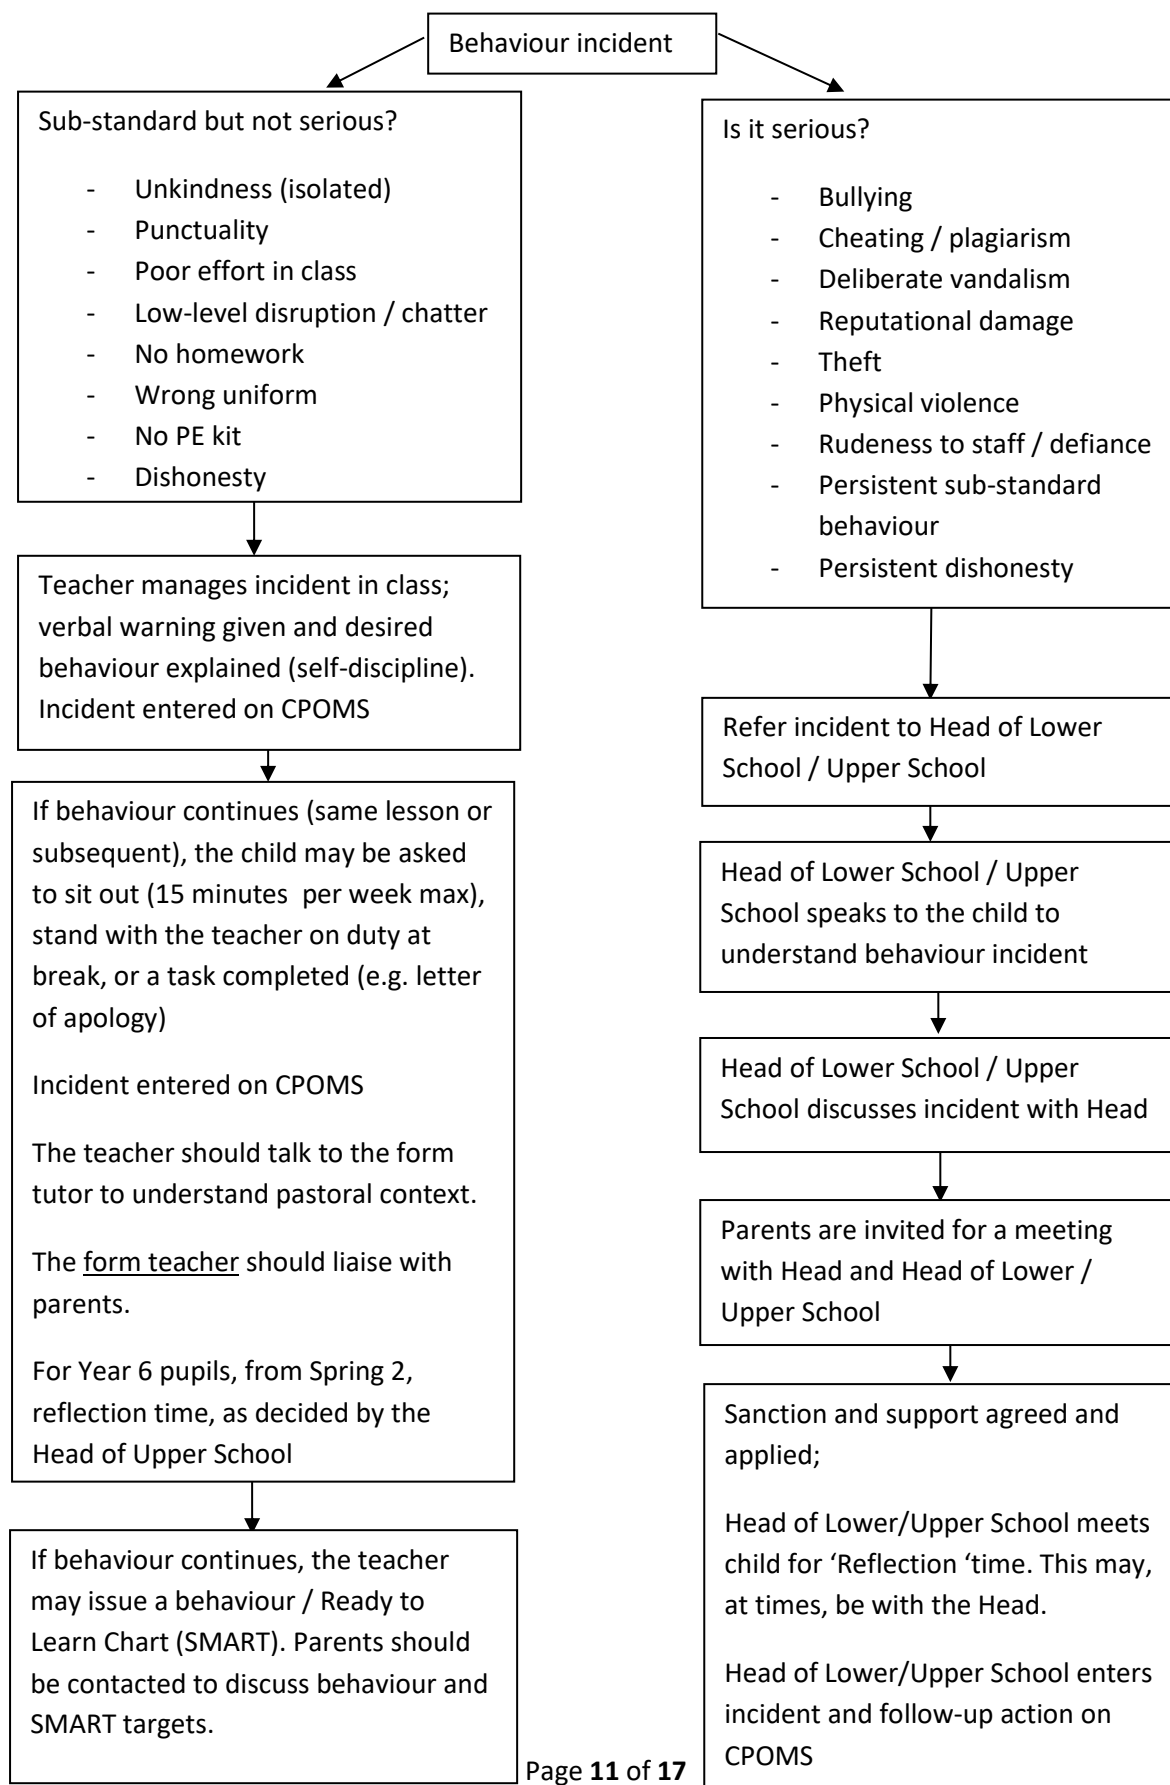 Behaviour incident
Sub-standard but not serious?
- Unkindness (isolated)
- Punctuality
- Poor effort in class
- Low-level disruption / chatter
- No homework
- Wrong uniform
- No PE kit
- Dishonesty
Teacher manages incident in class;
verbal warning given and desired
behaviour explained (self-discipline).
Incident entered on CPOMS
If behaviour continues (same lesson or
subsequent), the child may be asked
to sit out (15 minutes  per week max),
stand with the teacher on duty at
break, or a task completed (e.g. letter
of apology)
Incident entered on CPOMS
The teacher should talk to the form
tutor to understand pastoral context.
The form teacher should liaise with
parents.
For Year 6 pupils, from Spring 2,
reflection time, as decided by the
Head of Upper School
If behaviour continues, the teacher
may issue a behaviour / Ready to
Learn Chart (SMART). Parents should
be contacted to discuss behaviour and
SMART targets.
Is it serious?
- Bullying
- Cheating / plagiarism
- Deliberate vandalism
- Reputational damage
- Theft
- Physical violence
- Rudeness to staff / defiance
- Persistent sub-standard
behaviour
- Persistent dishonesty
Refer incident to Head of Lower
School / Upper School
Head of Lower School / Upper
School speaks to the child to
understand behaviour incident
Head of Lower School / Upper
School discusses incident with Head
Parents are invited for a meeting
with Head and Head of Lower /
Upper School
Sanction and support agreed and
applied;
Head of Lower/Upper School meets
child for ‘Reflection ‘time. This may,
at times, be with the Head.
Head of Lower/Upper School enters
incident and follow-up action on
CPOMS
Page 11 of 17